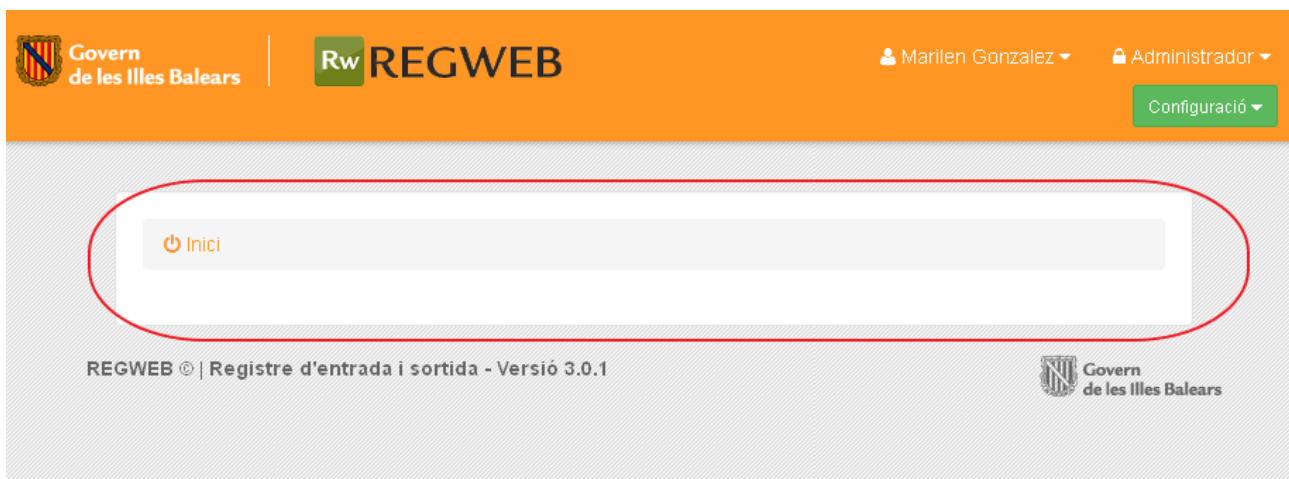 Govern
de les Illes Balears
Rw REGWEB
Marilen Gonzalez
Administrador
Configuració
Inici
REGWEB © | Registre d'entrada i sortida - Versió 3.0.1
Govern
de les Illes Balears